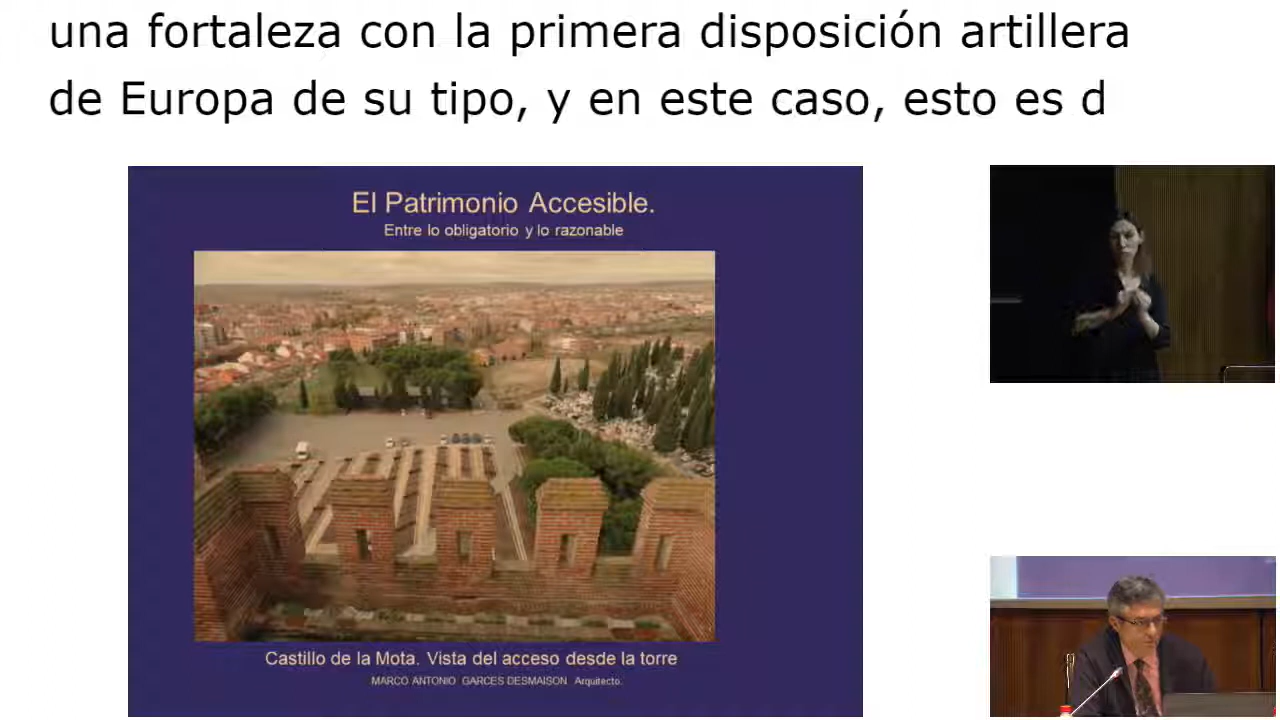 una fortaleza con la primera disposición artillera
de Europa de su tipo, y en este caso, esto es d
El Patrimonio Accesible.
Entre lo obligatorio y lo razonable
Castillo de la Mota. Vista del acceso desde la torre
MARCO ANTONIO GARCES DESMAISON Arquitecto.